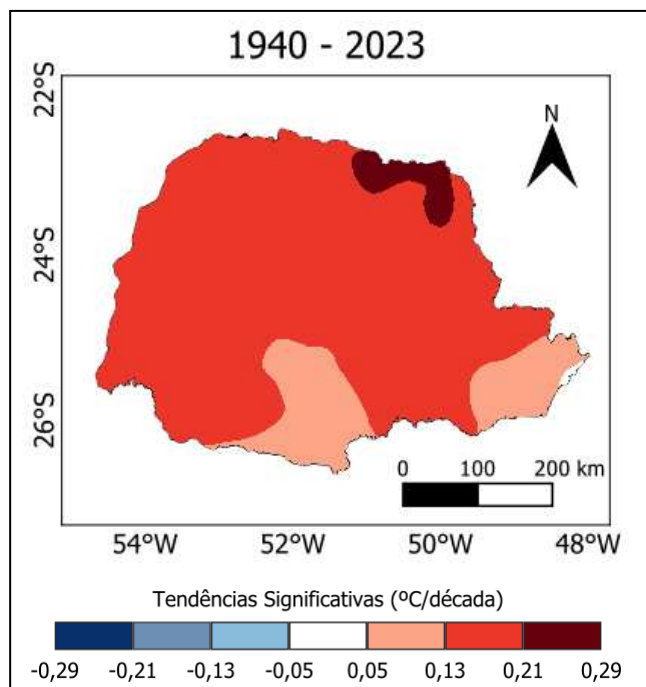 1940 - 2023
22°S
24°S
26°S
N
0 100 200 km
54°W 52°W 50°W 48°W
Tendências Significativas (ºC/década)
-0,29 -0,21 -0,13 -0,05 0,05 0,13 0,21 0,29